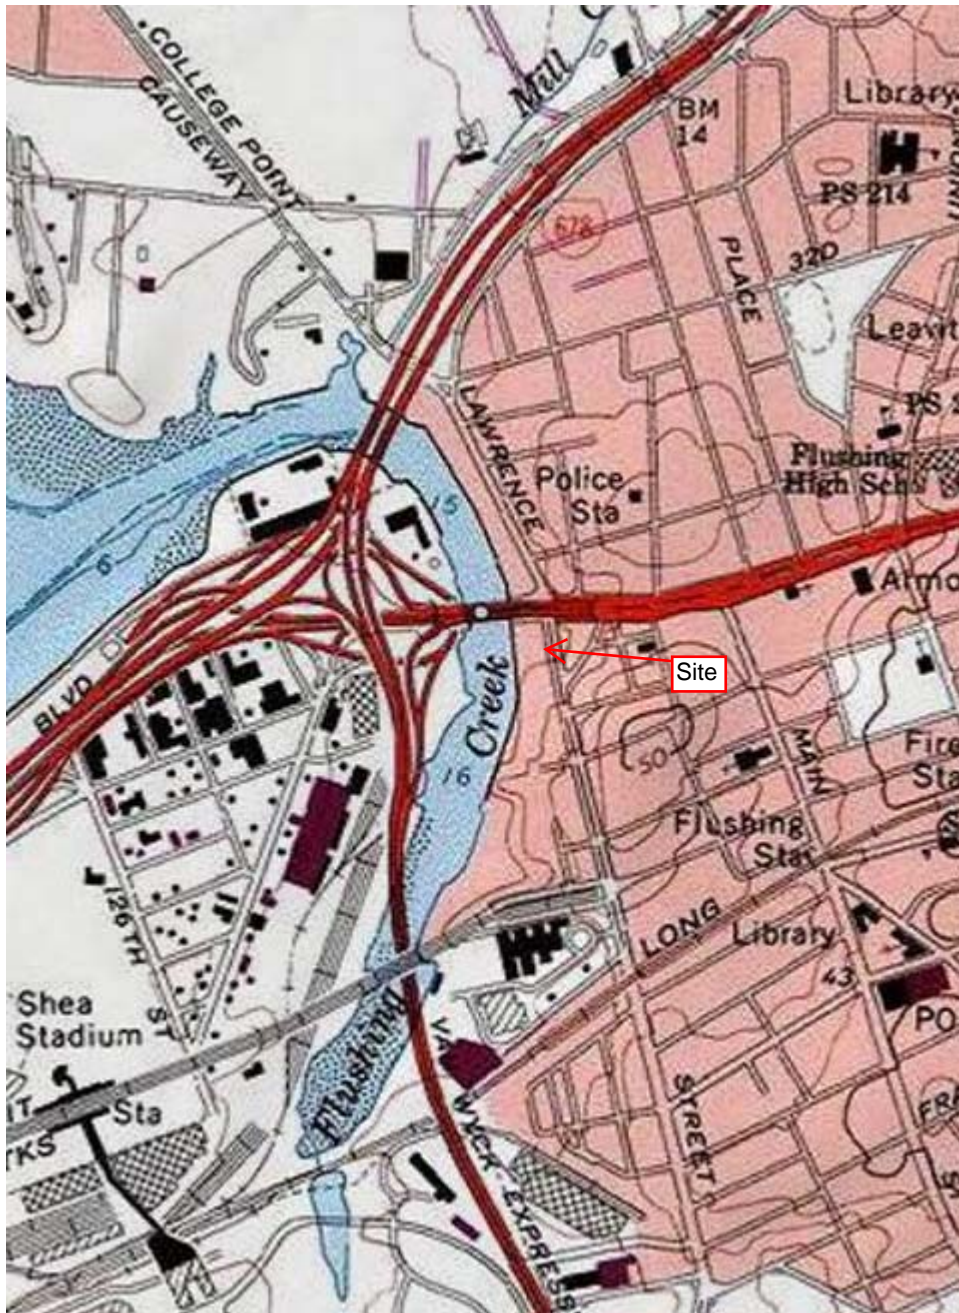 COLLEGE POINT
CAUSEWAY
Mill
BM
14
Library
PS 214
678
PLACE
320
Leavit
PS
LAWRENCE
Police
Sta
Flushing
High Sch
15
6
Armo
Site
BLVD
Creek
16
50
MAIN
Fire
Sta
Flushing
Sta
126TH
ST
LONG
Library
43
PO
Shea
Stadium
Sta
Flushing
VAN WYCK EXPRESS
STREET
FRA